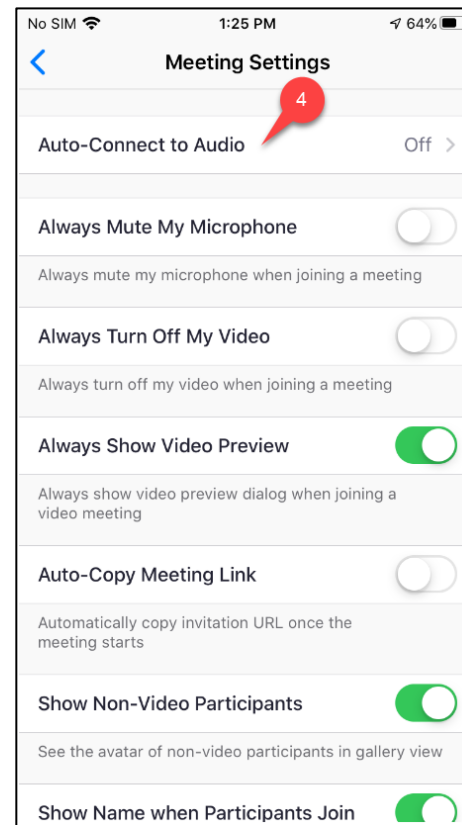 No SIM 1:25 PM 64%
Meeting Settings
4
Auto-Connect to Audio Off
Always Mute My Microphone
Always mute my microphone when joining a meeting
Always Turn Off My Video
Always turn off my video when joining a meeting
Always Show Video Preview
Always show video preview dialog when joining a
video meeting
Auto-Copy Meeting Link
Automatically copy invitation URL once the
meeting starts
Show Non-Video Participants
See the avatar of non-video participants in gallery view
Show Name when Participants Join